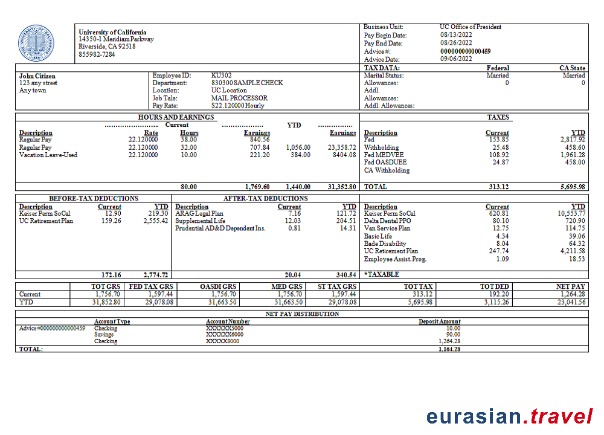 University of California
14350-1 Meridiam Parkway
Riverside, CA 92518
855982-7284
Business Unit: UC Office of President
Pay Begin Date: 08/13/2022
Pay End Date: 08/26/2022
Advice#: 000000000000459
Advice Date: 09/06/2022
John Citizen
123 any street
Any town
Employee ID: KU302
Department: 830300 SAMPLE CHECK
Location: UC Location
Job Tale: MAIL PROCESSOR
Pay Rate: $22.120000 Hourly
TAX DATA: Federal CA State
Marital Status: Married Married
Allowances: 0 0
Addl.
Allowances:
Addl. Allowances:
HOURS AND EARNINGS
Current YTD
Description Rate Hours Earnings Earnings
Regular Pay 22.120000 38.00 840.56
Regular Pay 22.120000 32.00 707.84 1,056.00 23,358.72
Vacation Leave-Used 22.120000 10.00 221.20 384.00 8404.08
80.00 1,769.60 1,440.00 31,352.80
TAXES
Description Current YTD
Fed 153.85 2,817.92
Withholding 25.48 458.60
Fed MEDVEE 108.92 1,961.28
Fed OASDUEE 24.87 458.00
CA Withholding
TOTAL 313.12 5,695.98
BEFORE-TAX DEDUCTIONS
Description Current YTD
Keiser Perm SoCal 12.90 219.30
UC Retirement Plan 159.26 2,555.42
172.16 2,774.72
AFTER-TAX DEDUCTIONS
Description Current YTD
ARAG Legal Plan 7.16 121.72
Supplemental Life 12.03 204.51
Prudential AD&D Dependent Ins. 0.81 14.31
20.04 340.54
Description Current YTD
Keiser Perm SoCal 620.81 10,553.77
Delta Dental PPO 80.10 720.90
Van Service Plan 12.75 114.75
Basic Life 4.34 39.06
Bade Disability 8.04 64.32
UC Retirement Plan 247.74 4,211.58
Employee Assist Prog. 1.09 18.53
*TAXABLE
TOT GRS FED TAX GRS OASDI GRS MED GRS ST TAX GRS TOT TAX TOT DED NET PAY
Current 1,756.70 1,597.44 1,756.70 1,756.70 1,597.44 313.12 192.20 1,264.28
YTD 31,852.80 29,078.08 31,663.50 31,663.50 29,078.08 5,695.98 3,115.26 23,041.56
NET PAY DISTRIBUTION
Account Type Account Number Deposit Amount
Advice #000000000000459 Checking XXXXXX5000 10.00
Savings XXXXXX6000 90.00
Checking XXXXX8000 1,264.28
TOTAL: 1,364.28
eurasian.travel